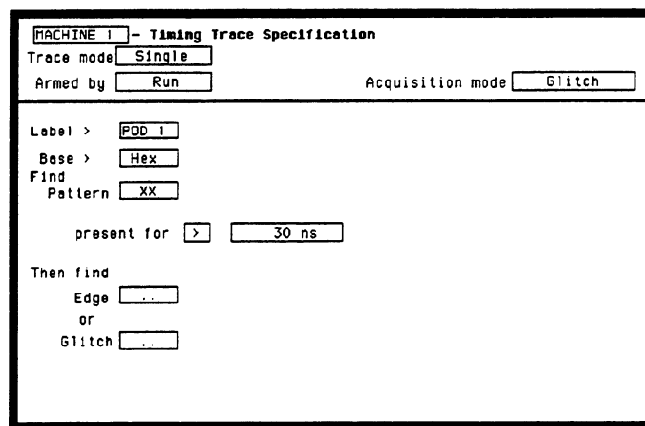 MACHINE 1 - Timing Trace Specification
Trace mode Single
Armed by Run Acquisition mode Glitch
Label > POD 1
Base > Hex
Find
Pattern XX
present for > 30 ns
Then find
Edge ..
or
Glitch ..